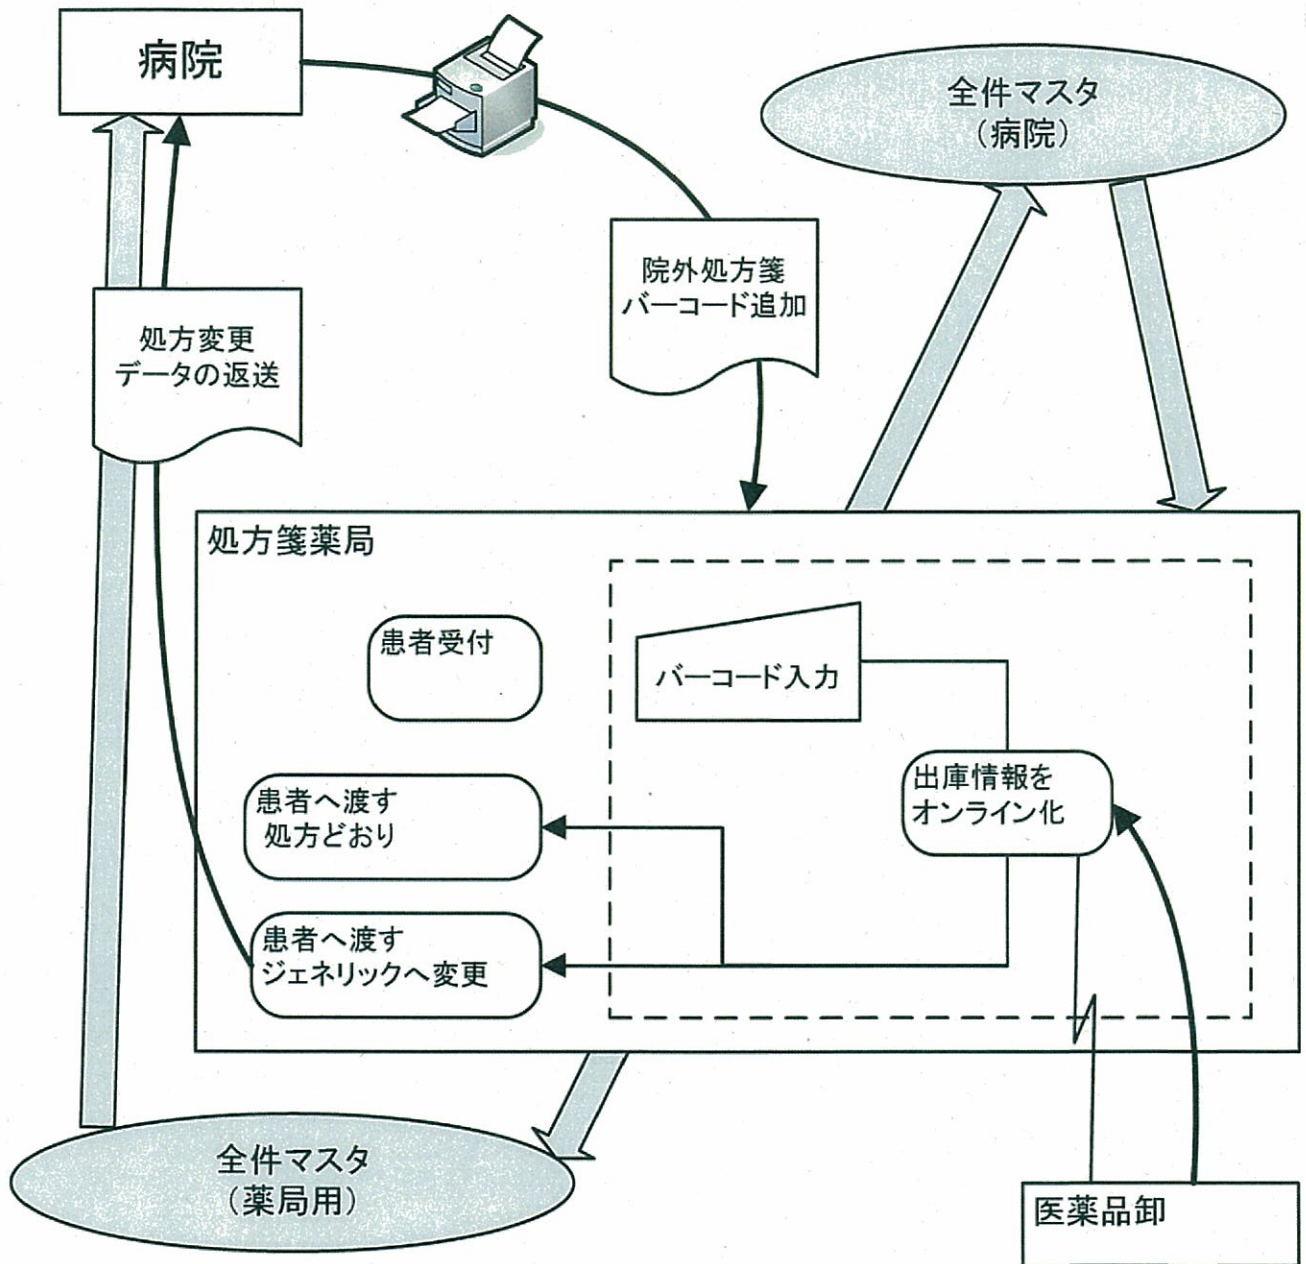 病院
全件マスタ
(病院)
院外処方箋
バーコード追加
処方変更
データの返送
処方箋薬局
患者受付
バーコード入力
出庫情報を
オンライン化
患者へ渡す
処方どおり
患者へ渡す
ジェネリックへ変更
全件マスタ
(薬局用)
医薬品卸